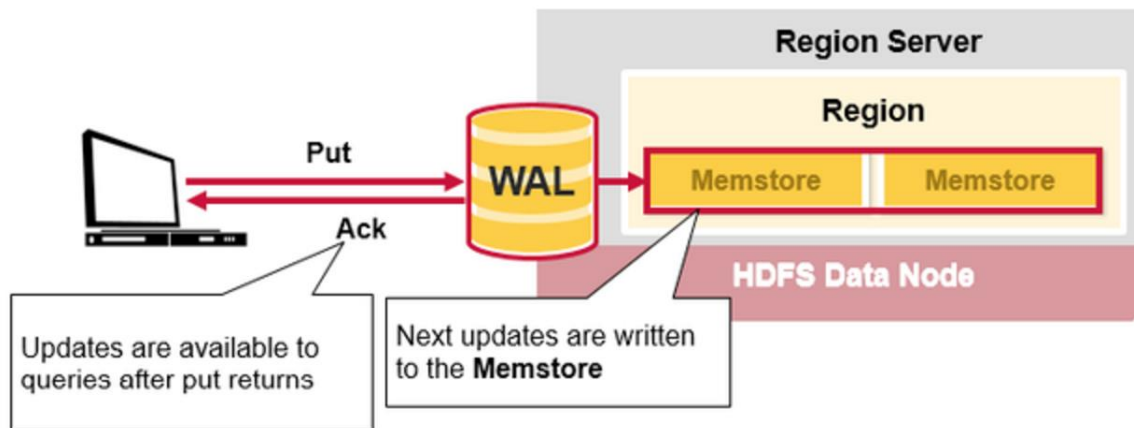 Region Server
Region
Put
WAL
Memstore
Memstore
Ack
HDFS Data Node
Updates are available to
queries after put returns
Next updates are written
to the Memstore